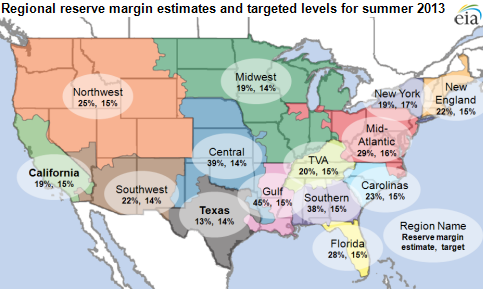 Regional reserve margin estimates and targeted levels for summer 2013
eia
Northwest
25%, 15%
Midwest
19%, 14%
New York
19%, 17%
New
England
22%, 15%
Mid-
Atlantic
29%, 16%
California
19%, 15%
Southwest
22%, 14%
Central
39%, 14%
TVA
20%, 15%
Carolinas
23%, 15%
Texas
13%, 14%
Gulf
45%, 15%
Southern
38%, 15%
Florida
28%, 15%
Region Name
Reserve margin
estimate, target